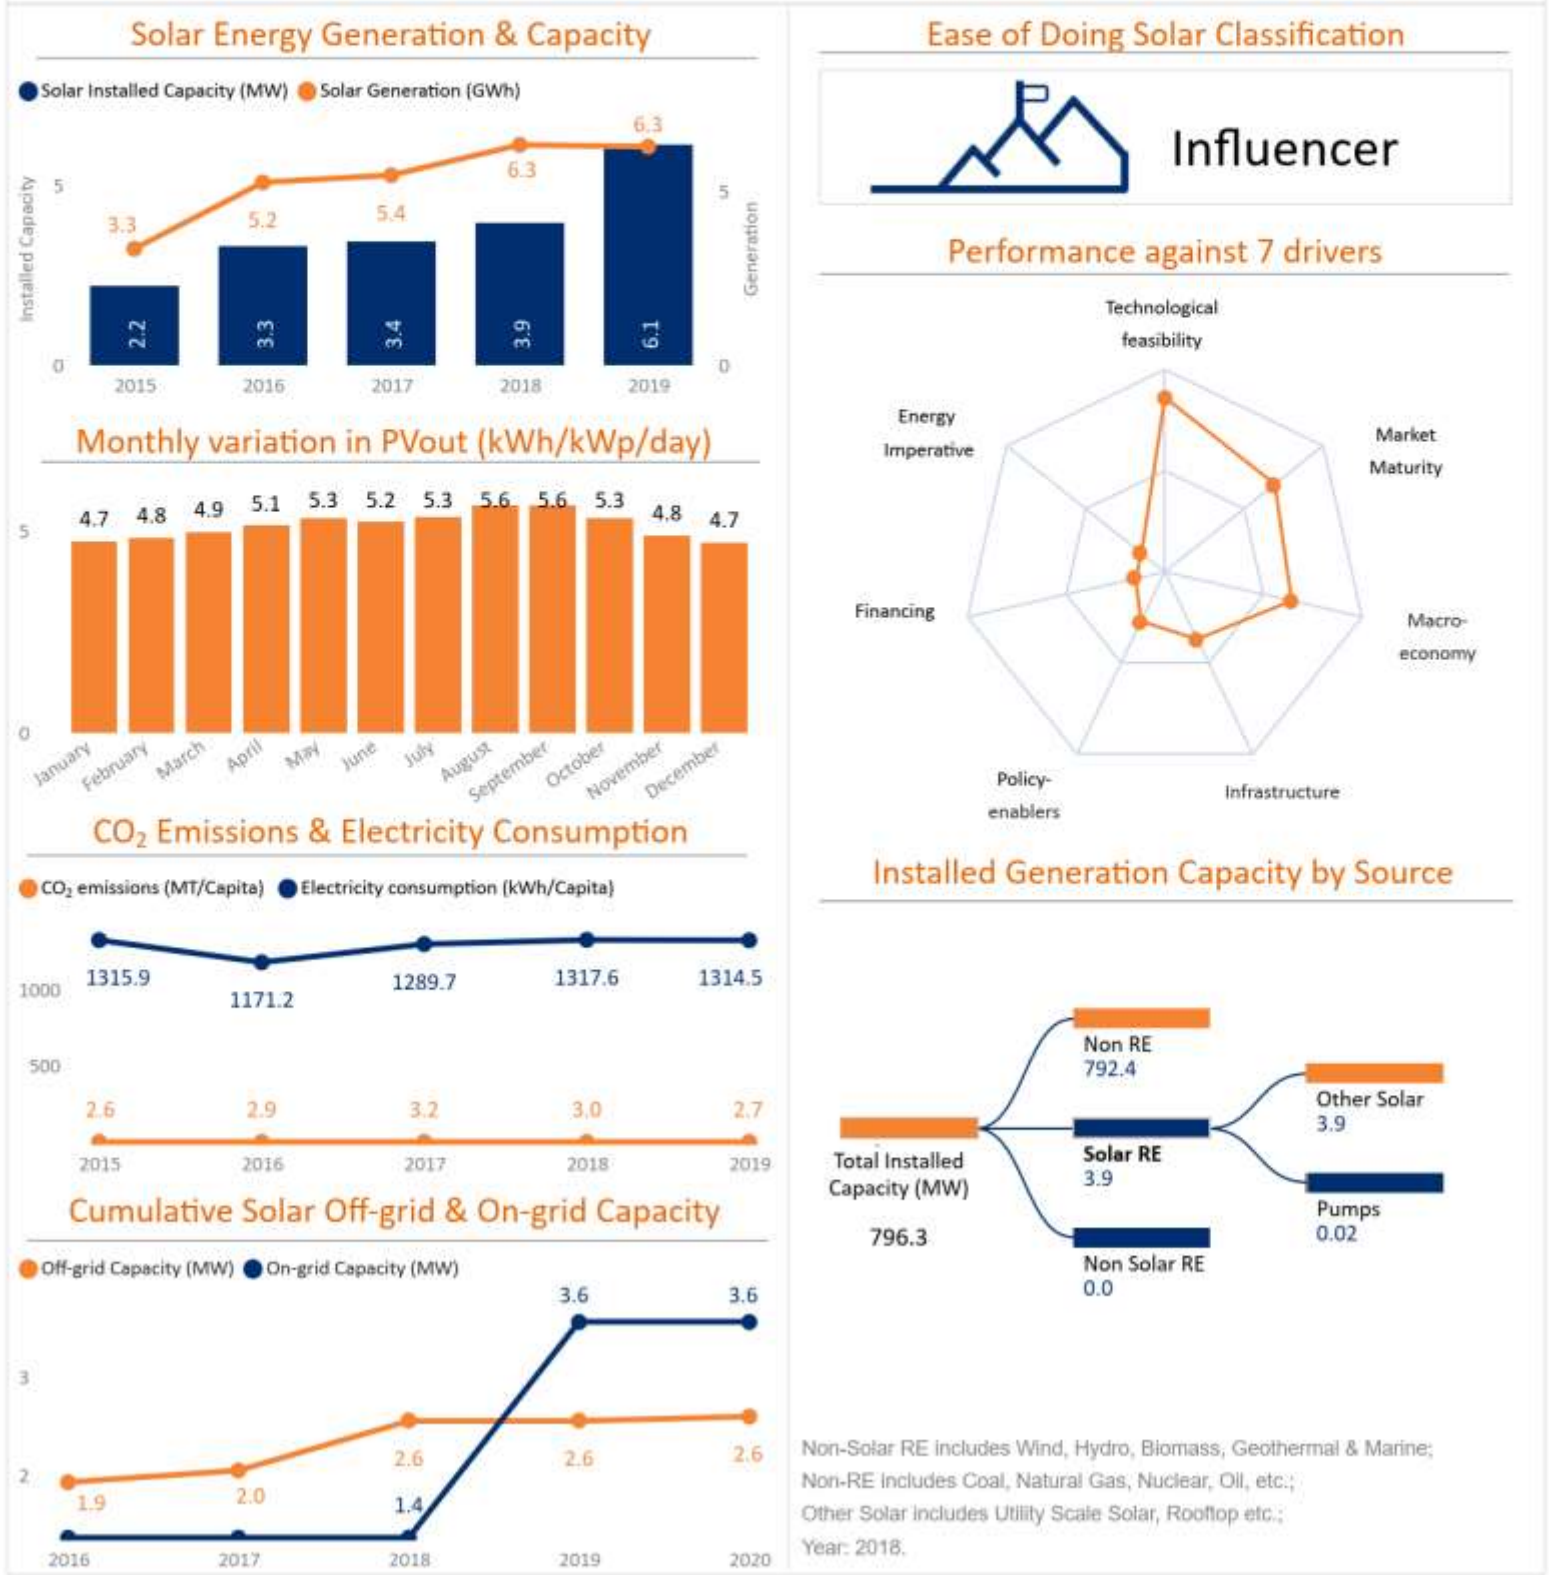 Solar Energy Generation & Capacity
Solar Installed Capacity (MW) Solar Generation (GWh)
Installed Capacity
5
0
Generation
5
0
3.3
5.2
5.4
6.3
6.3
2.2
3.3
3.4
3.9
6.1
2015 2016 2017 2018 2019
Monthly variation in PVout (kWh/kWp/day)
5
0
4.7 4.8 4.9 5.1 5.3 5.2 5.3 5.6 5.6 5.3 4.8 4.7
January February March April May June July August September October November December
CO₂ Emissions & Electricity Consumption
CO₂ emissions (MT/Capita) Electricity consumption (kWh/Capita)
1000
500
1315.9 1171.2 1289.7 1317.6 1314.5
2.6 2.9 3.2 3.0 2.7
2015 2016 2017 2018 2019
Cumulative Solar Off-grid & On-grid Capacity
Off-grid Capacity (MW) On-grid Capacity (MW)
3
2
3.6 3.6
1.9 2.0 2.6 2.6 2.6
1.4
2016 2017 2018 2019 2020
Ease of Doing Solar Classification
Influencer
Performance against 7 drivers
Technological
feasibility
Market
Maturity
Macro-
economy
Infrastructure
Policy-
enablers
Financing
Energy
Imperative
Installed Generation Capacity by Source
Total Installed
Capacity (MW)
796.3
Non RE
792.4
Solar RE
3.9
Non Solar RE
0.0
Other Solar
3.9
Pumps
0.02
Non-Solar RE includes Wind, Hydro, Biomass, Geothermal & Marine;
Non-RE includes Coal, Natural Gas, Nuclear, Oil, etc.;
Other Solar includes Utility Scale Solar, Rooftop etc.;
Year: 2018.